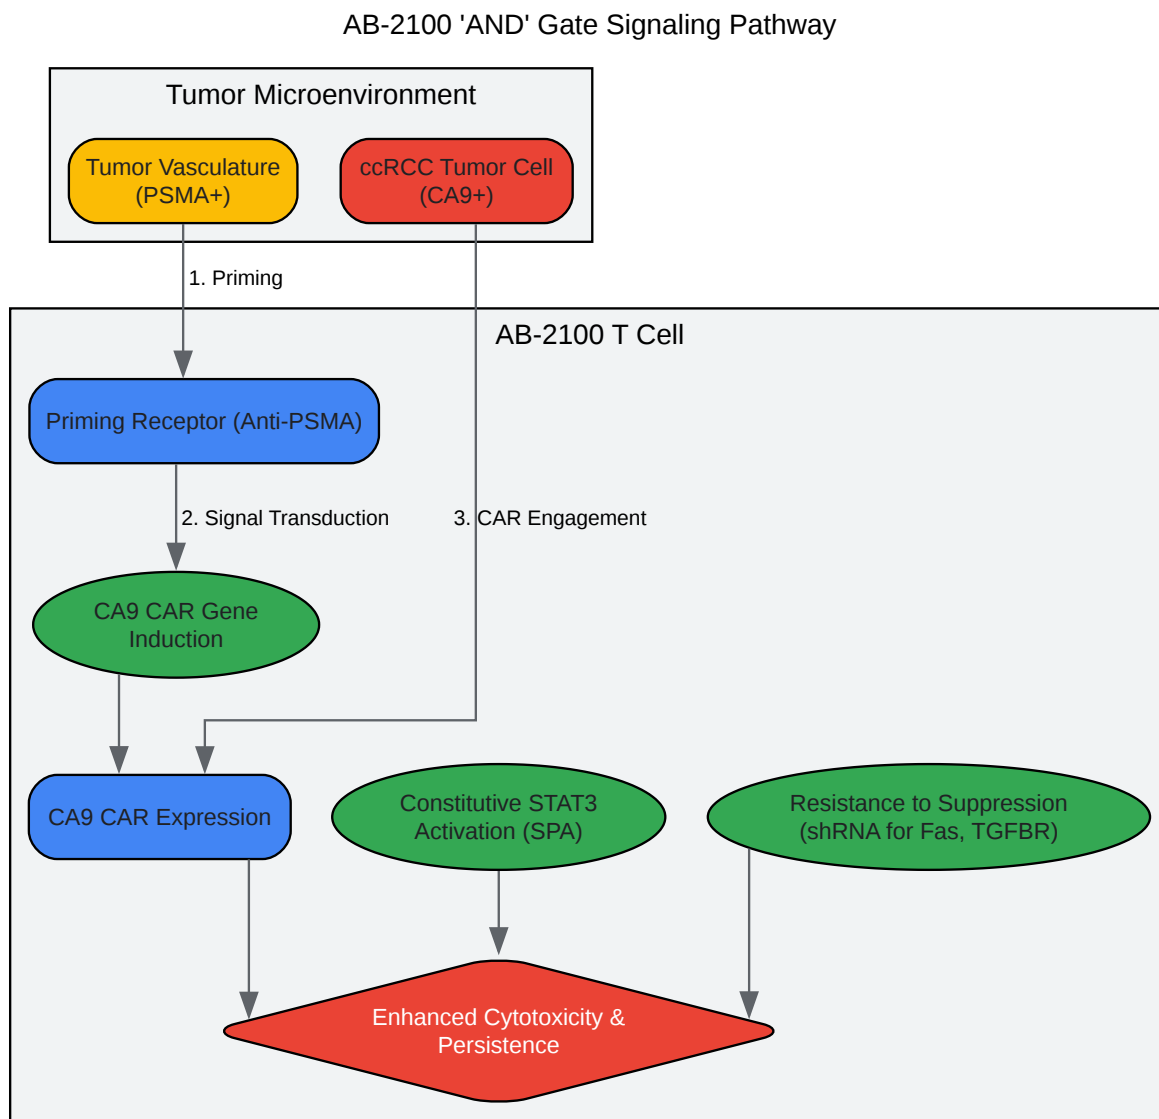 AB-2100 'AND' Gate Signaling Pathway
Tumor Microenvironment
Tumor Vasculature
(PSMA+)
ccRCC Tumor Cell
(CA9+)
1. Priming
AB-2100 T Cell
Priming Receptor (Anti-PSMA)
2. Signal Transduction
3. CAR Engagement
CA9 CAR Gene
Induction
CA9 CAR Expression
Constitutive STAT3
Activation (SPA)
Resistance to Suppression
(shRNA for Fas, TGFBR)
Enhanced Cytotoxicity &
Persistence